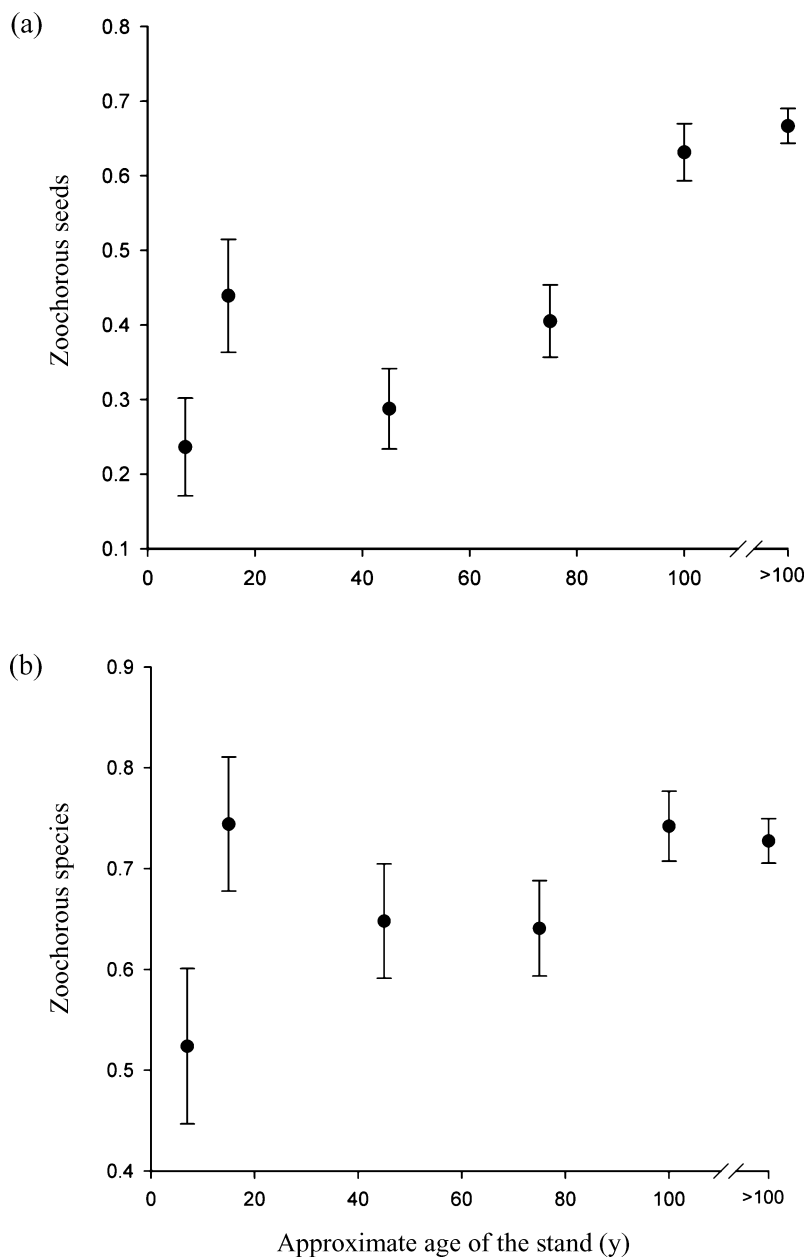 (a)
0.8
0.7
0.6
0.5
0.4
0.3
0.2
0.1
Zoochorous seeds
0 20 40 60 80 100 >100
(b)
0.9
0.8
0.7
0.6
0.5
0.4
Zoochorous species
0 20 40 60 80 100 >100
Approximate age of the stand (y)